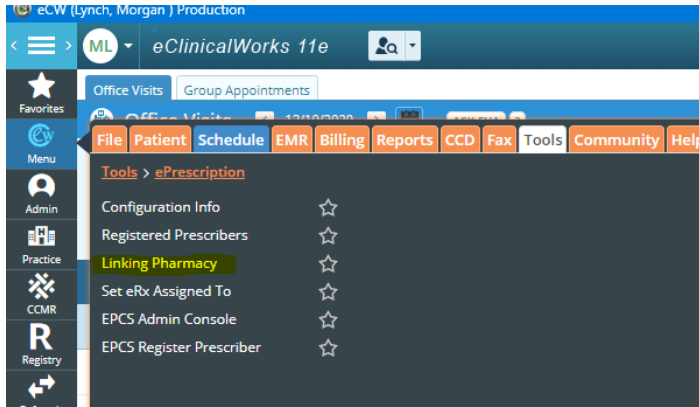 eCW (Lynch, Morgan ) Production
ML eClinicalWorks 11e
Favorites
Office Visits Group Appointments
Office Visits 12/10/2020
Menu
File Patient Schedule EMR Billing Reports CCD Fax Tools Community Help
Tools > ePrescription
Admin
Configuration Info
Registered Prescribers
Practice
Linking Pharmacy
Set eRx Assigned To
CCMR
EPCS Admin Console
R
EPCS Register Prescriber
Registry